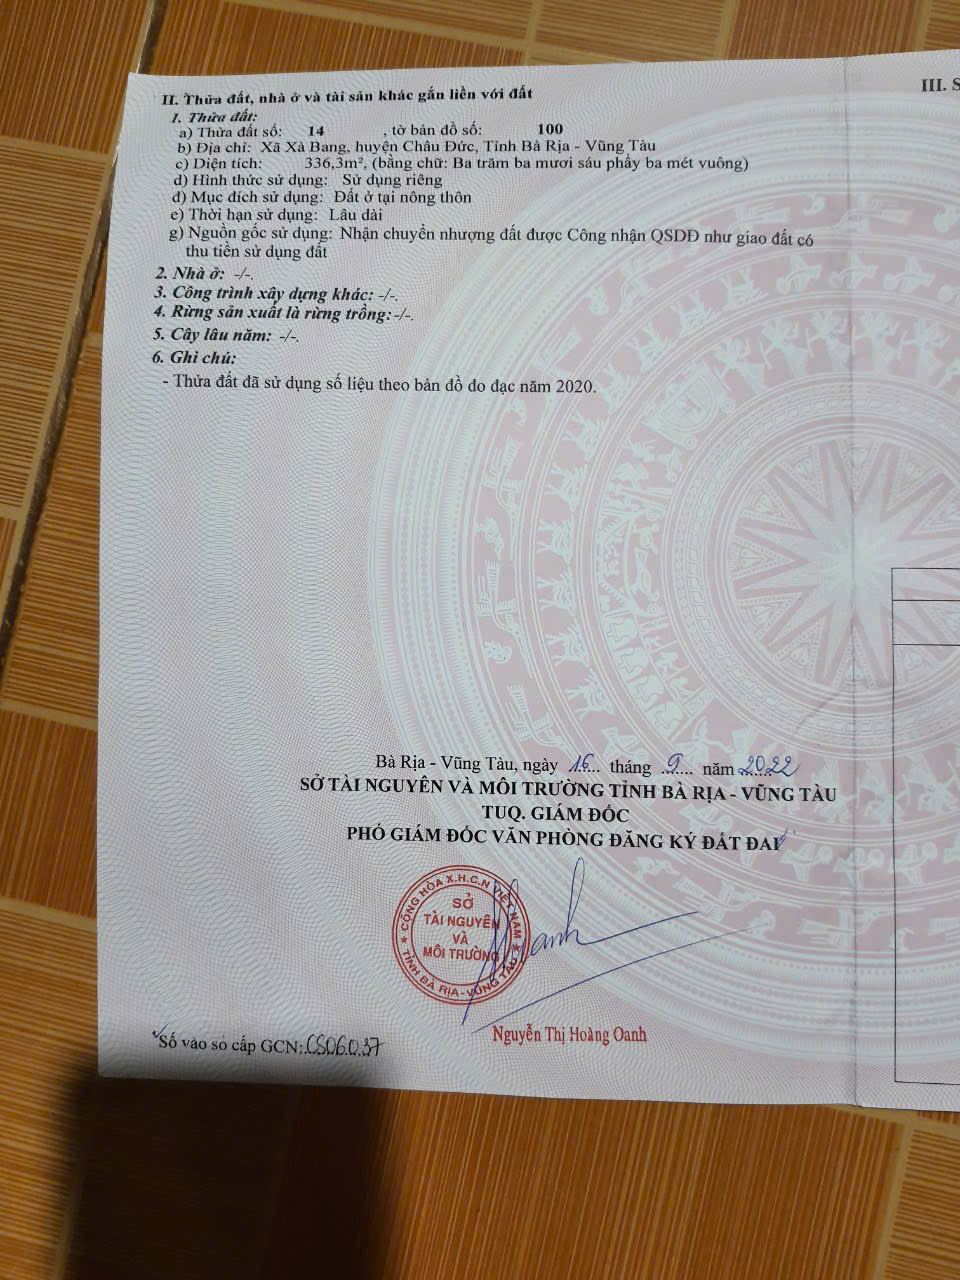 II. Thửa đất, nhà ở và tài sản khác gắn liền với đất
III. S
1. Thửa đất:
a) Thửa đất số: 14 , tờ bản đồ số: 100
b) Địa chỉ: Xã Xà Bang, huyện Châu Đức, Tỉnh Bà Rịa - Vũng Tàu
c) Diện tích: 336,3m², (bằng chữ: Ba trăm ba mươi sáu phẩy ba mét vuông)
d) Hình thức sử dụng: Sử dụng riêng
đ) Mục đích sử dụng: Đất ở tại nông thôn
e) Thời hạn sử dụng: Lâu dài
g) Nguồn gốc sử dụng: Nhận chuyển nhượng đất được Công nhận QSDĐ như giao đất có
thu tiền sử dụng đất
2. Nhà ở: -/-.
3. Công trình xây dựng khác: -/-.
4. Rừng sản xuất là rừng trồng: -/-.
5. Cây lâu năm: -/-.
6. Ghi chú:
- Thửa đất đã sử dụng số liệu theo bản đồ đo đạc năm 2020.
Bà Rịa - Vũng Tàu, ngày 16 tháng 9 năm 2022
SỞ TÀI NGUYÊN VÀ MÔI TRƯỜNG TỈNH BÀ RỊA - VŨNG TÀU
TUQ. GIÁM ĐỐC
PHÓ GIÁM ĐỐC VĂN PHÒNG ĐĂNG KÝ ĐẤT ĐAI
CỘNG HÒA X.H.C.N VIỆT NAM
SỞ
TÀI NGUYÊN
VÀ
MÔI TRƯỜNG
TỈNH BÀ RỊA - VŨNG TÀU
Nguyễn Thị Hoàng Oanh
Số vào sổ cấp GCN: CS06037